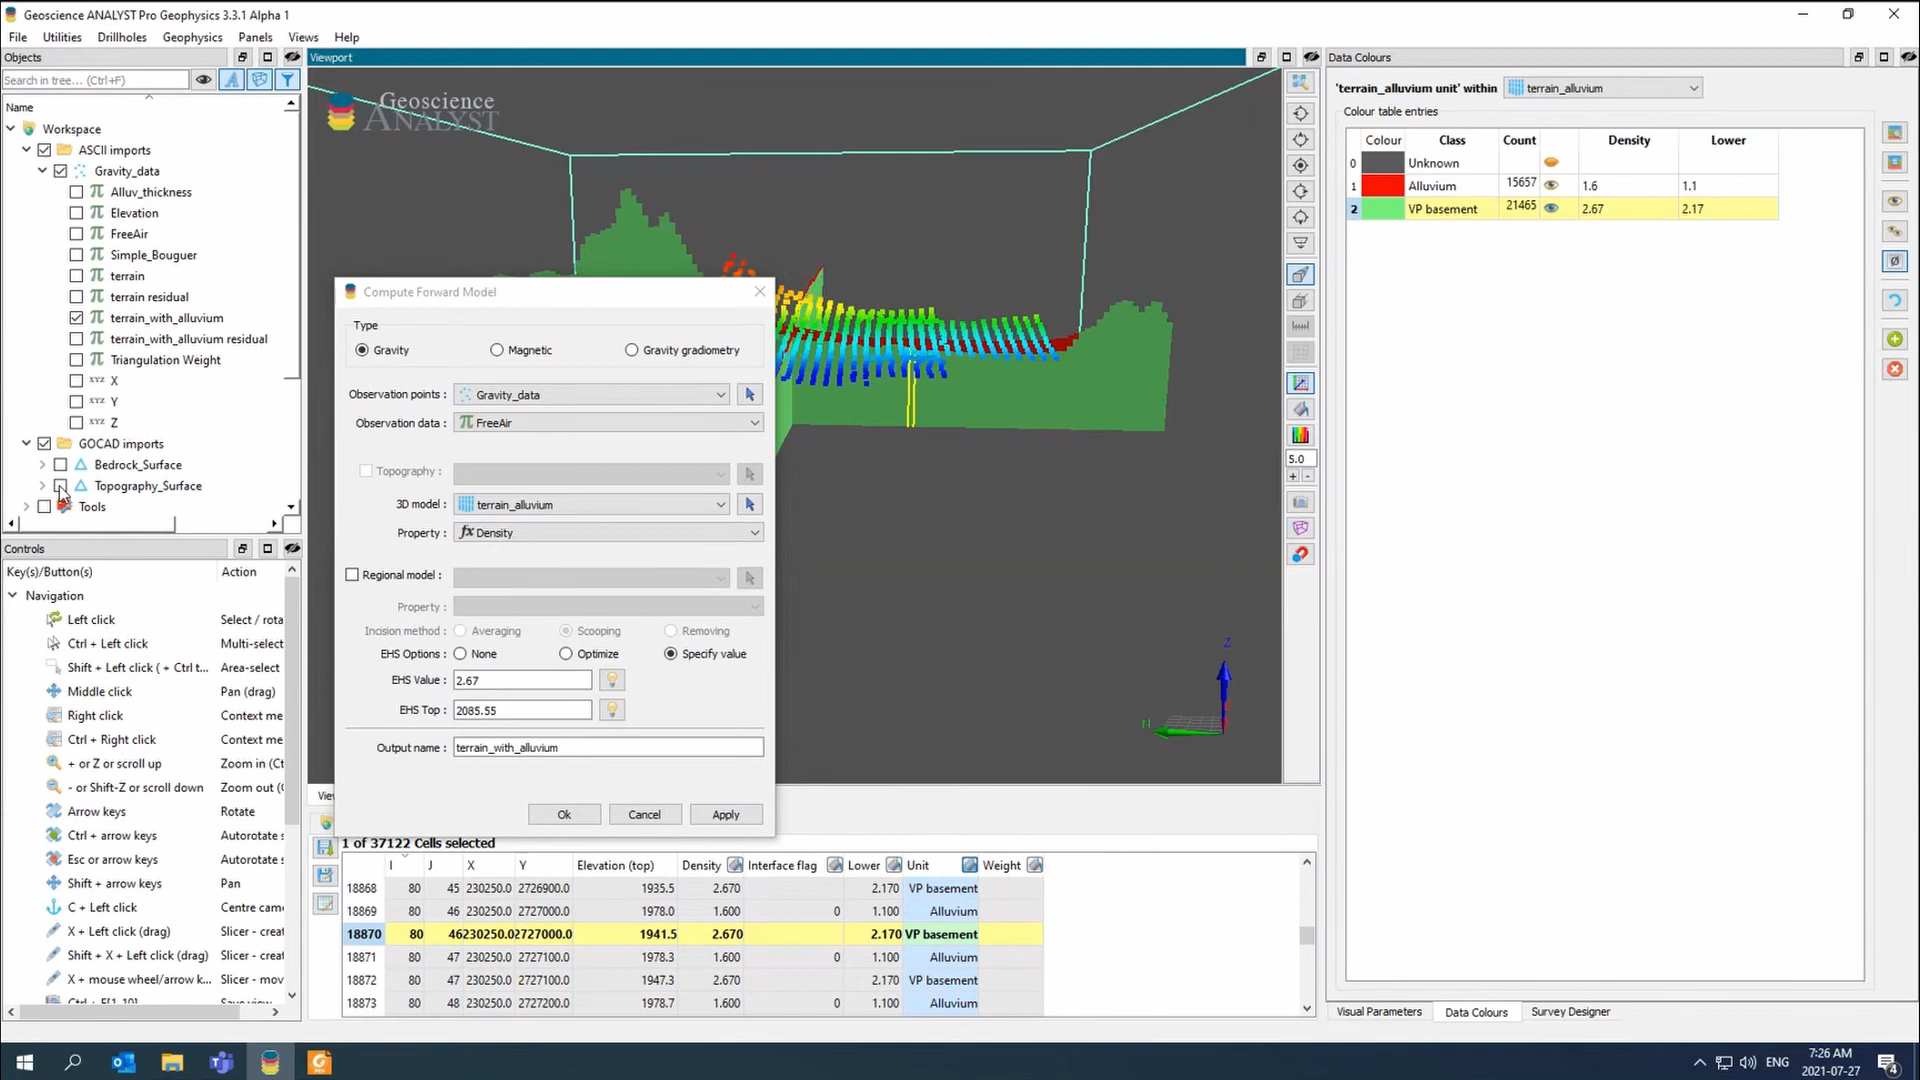 Geoscience ANALYST Pro Geophysics 3.3.1 Alpha 1
File Utilities Drillholes Geophysics Panels Views Help
Objects
Search in tree... (Ctrl+F)
Name
Workspace
ASCII imports
Gravity_data
Alluv_thickness
Elevation
FreeAir
Simple_Bouguer
terrain
terrain residual
terrain_with_alluvium
terrain_with_alluvium residual
Triangulation Weight
XYZ X
XYZ Y
XYZ Z
GOCAD imports
Bedrock_Surface
Topography_Surface
Tools
Controls
Key(s)/Button(s) Action
Navigation
Left click Select / rota
Ctrl + Left click Multi-select
Shift + Left click ( + Ctrl t... Area-select
Middle click Pan (drag)
Right click Context me
Ctrl + Right click Context me
+ or Z or scroll up Zoom in (Ct
- or Shift-Z or scroll down Zoom out (C
Arrow keys Rotate
Ctrl + arrow keys Autorotate s
Esc or arrow keys Autorotate s
Shift + arrow keys Pan
C + Left click Centre cam
X + Left click (drag) Slicer - creat
Shift + X + Left click (drag) Slicer - creat
X + mouse wheel/arrow k... Slicer - mov
Viewport
Geoscience
ANALYST
Z
N
5.0
+ -
Compute Forward Model
Type
Gravity Magnetic Gravity gradiometry
Observation points : Gravity_data
Observation data : π FreeAir
Topography :
3D model : terrain_alluvium
Property : fx Density
Regional model :
Property :
Incision method : Averaging Scooping Removing
EHS Options : None Optimize Specify value
EHS Value : 2.67
EHS Top : 2085.55
Output name : terrain_with_alluvium
Ok Cancel Apply
Vie
1 of 37122 Cells selected
I J X Y Elevation (top) Density Interface flag Lower Unit Weight
18868 80 45 230250.0 2726900.0 1935.5 2.670 2.170 VP basement
18869 80 46 230250.0 2727000.0 1978.0 1.600 0 1.100 Alluvium
18870 80 46230250.02727000.0 1941.5 2.670 2.170 VP basement
18871 80 47 230250.0 2727100.0 1978.3 1.600 0 1.100 Alluvium
18872 80 47 230250.0 2727100.0 1947.3 2.670 2.170 VP basement
18873 80 48 230250.0 2727200.0 1978.7 1.600 0 1.100 Alluvium
Data Colours
'terrain_alluvium unit' within terrain_alluvium
Colour table entries
Colour Class Count Density Lower
0 Unknown
1 Alluvium 15657 1.6 1.1
2 VP basement 21465 2.67 2.17
Visual Parameters Data Colours Survey Designer
ENG
7:26 AM
2021-07-27
4